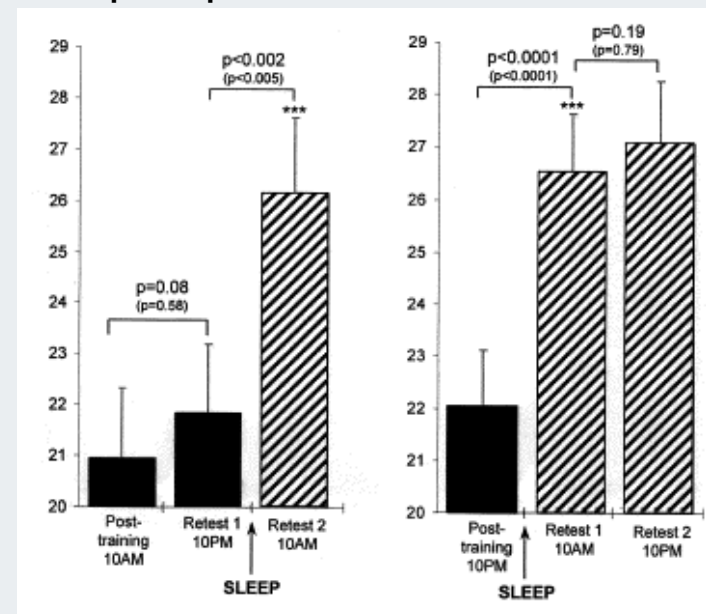 29
28
27
26
25
24
23
22
21
20
p<0.002
(p<0.005)
***
p=0.08
(p=0.58)
Post-
training
10AM
Retest 1
10PM
Retest 2
10AM
SLEEP
29
28
27
26
25
24
23
22
21
20
p<0.0001
(p<0.0001)
p=0.19
(p=0.79)
***
Post-
training
10PM
Retest 1
10AM
Retest 2
10PM
SLEEP